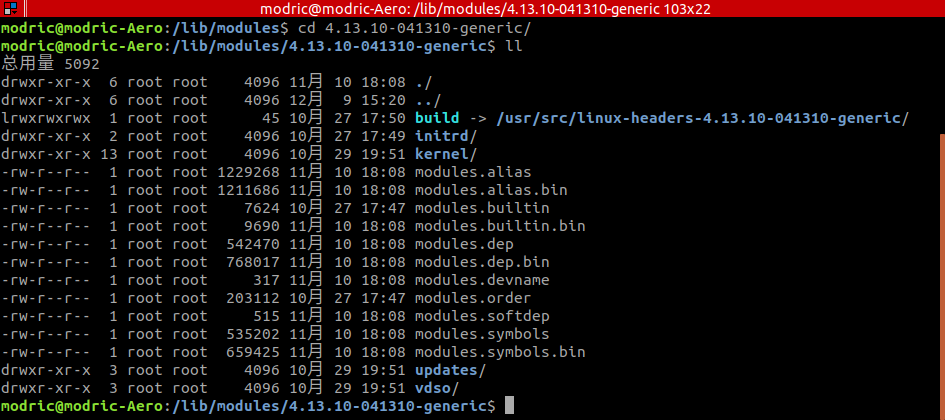 modric@modric-Aero: /lib/modules/4.13.10-041310-generic 103x22
modric@modric-Aero:/lib/modules$ cd 4.13.10-041310-generic/
modric@modric-Aero:/lib/modules/4.13.10-041310-generic$ ll
总用量 5092
drwxr-xr-x  6 root root    4096 11月 10 18:08 ./
drwxr-xr-x  6 root root    4096 12月  9 15:20 ../
lrwxrwxrwx  1 root root      45 10月 27 17:50 build -> /usr/src/linux-headers-4.13.10-041310-generic/
drwxr-xr-x  2 root root    4096 10月 27 17:49 initrd/
drwxr-xr-x 13 root root    4096 10月 29 19:51 kernel/
-rw-r--r--  1 root root 1229268 11月 10 18:08 modules.alias
-rw-r--r--  1 root root 1211686 11月 10 18:08 modules.alias.bin
-rw-r--r--  1 root root    7624 10月 27 17:47 modules.builtin
-rw-r--r--  1 root root    9690 11月 10 18:08 modules.builtin.bin
-rw-r--r--  1 root root  542470 11月 10 18:08 modules.dep
-rw-r--r--  1 root root  768017 11月 10 18:08 modules.dep.bin
-rw-r--r--  1 root root     317 11月 10 18:08 modules.devname
-rw-r--r--  1 root root  203112 10月 27 17:47 modules.order
-rw-r--r--  1 root root     515 11月 10 18:08 modules.softdep
-rw-r--r--  1 root root  535202 11月 10 18:08 modules.symbols
-rw-r--r--  1 root root  659425 11月 10 18:08 modules.symbols.bin
drwxr-xr-x  3 root root    4096 10月 29 19:51 updates/
drwxr-xr-x  3 root root    4096 10月 29 19:51 vdso/
modric@modric-Aero:/lib/modules/4.13.10-041310-generic$